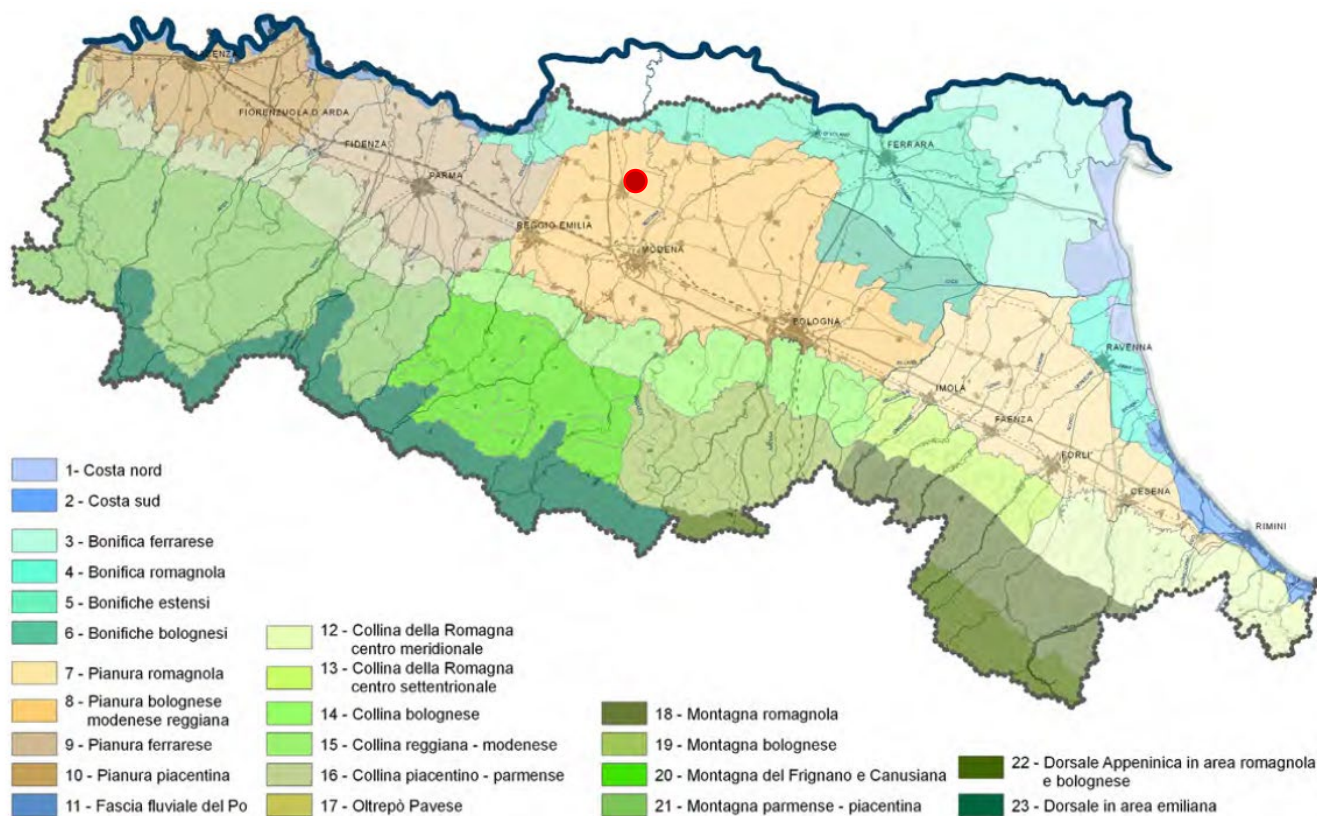 PIACENZA
FIORENZUOLA D'ARDA
FIDENZA
PARMA
REGGIO EMILIA
MODENA
FERRARA
BOLOGNA
RAVENNA
IMOLA
FAENZA
FORLI'
CESENA
RIMINI
1- Costa nord
2 - Costa sud
3 - Bonifica ferrarese
4 - Bonifica romagnola
5 - Bonifiche estensi
6 - Bonifiche bolognesi
7 - Pianura romagnola
8 - Pianura bolognese
modenese reggiana
9 - Pianura ferrarese
10 - Pianura piacentina
11 - Fascia fluviale del Po
12 - Collina della Romagna
centro meridionale
13 - Collina della Romagna
centro settentrionale
14 - Collina bolognese
15 - Collina reggiana - modenese
16 - Collina piacentino - parmense
17 - Oltrepò Pavese
18 - Montagna romagnola
19 - Montagna bolognese
20 - Montagna del Frignano e Canusiana
21 - Montagna parmense - piacentina
22 - Dorsale Appeninica in area romagnola
e bolognese
23 - Dorsale in area emiliana